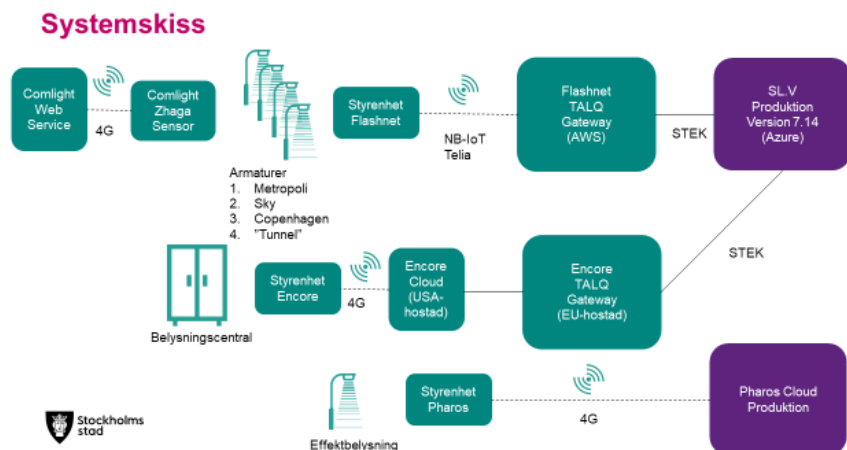 Systemskiss
Comlight
Web
Service
4G
Comlight
Zhaga
Sensor
Armaturer
1. Metropoli
2. Sky
3. Copenhagen
4. "Tunnel"
Styrenhet
Flashnet
NB-IoT
Telia
Flashnet
TALQ
Gateway
(AWS)
STEK
SL.V
Produktion
Version 7.14
(Azure)
Belysningscentral
Styrenhet
Encore
4G
Encore
Cloud
(USA-
hostad)
Encore
TALQ
Gateway
(EU-hostad)
STEK
Effektbelysning
Styrenhet
Pharos
4G
Pharos Cloud
Produktion
Stockholms
stad